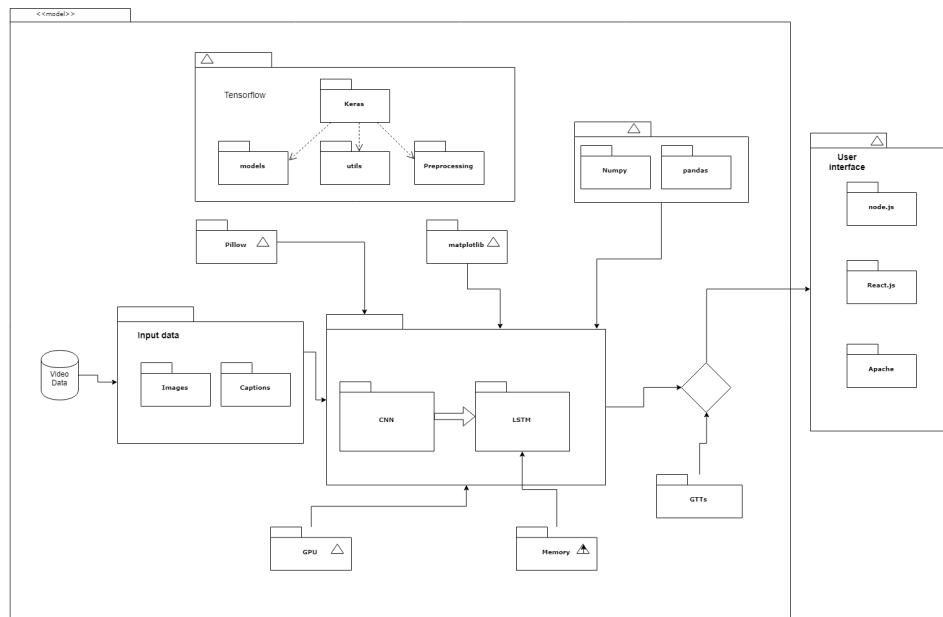 <<model>>
Tensorflow
Keras
models
utils
Preprocessing
Numpy
pandas
User
interface
node.js
React.js
Apache
Pillow
matplotlib
Input data
Images
Captions
Video
Data
CNN
LSTM
GTTs
GPU
Memory